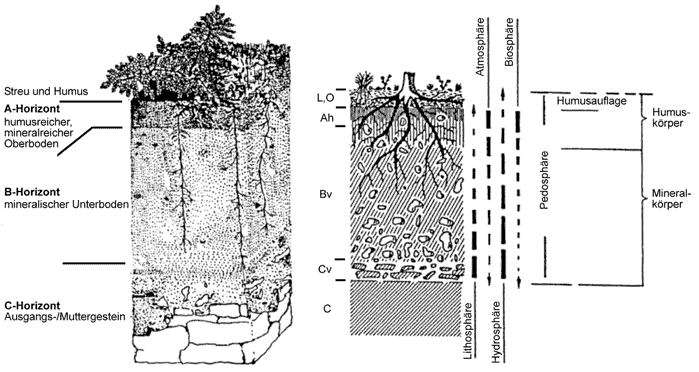 Streu und Humus
A-Horizont
humusreicher,
mineralreicher
Oberboden
B-Horizont
mineralischer Unterboden
C-Horizont
Ausgangs-/Muttergestein
L,O
Ah
Bv
Cv
C
Lithosphäre
Atmosphäre
Hydrosphäre
Biosphäre
Pedosphäre
Humusauflage
Humus-
körper
Mineral-
körper